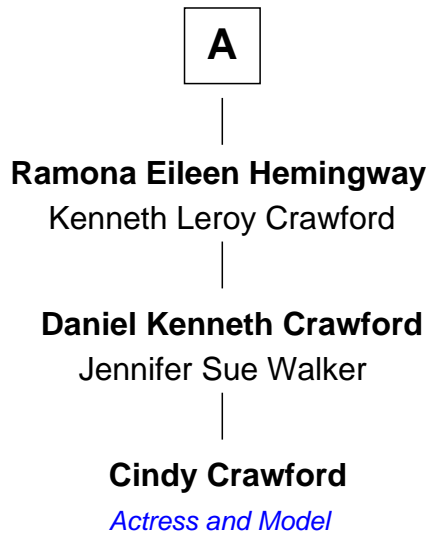 A
Ramona Eileen Hemingway
Kenneth Leroy Crawford
Daniel Kenneth Crawford
Jennifer Sue Walker
Cindy Crawford
Actress and Model